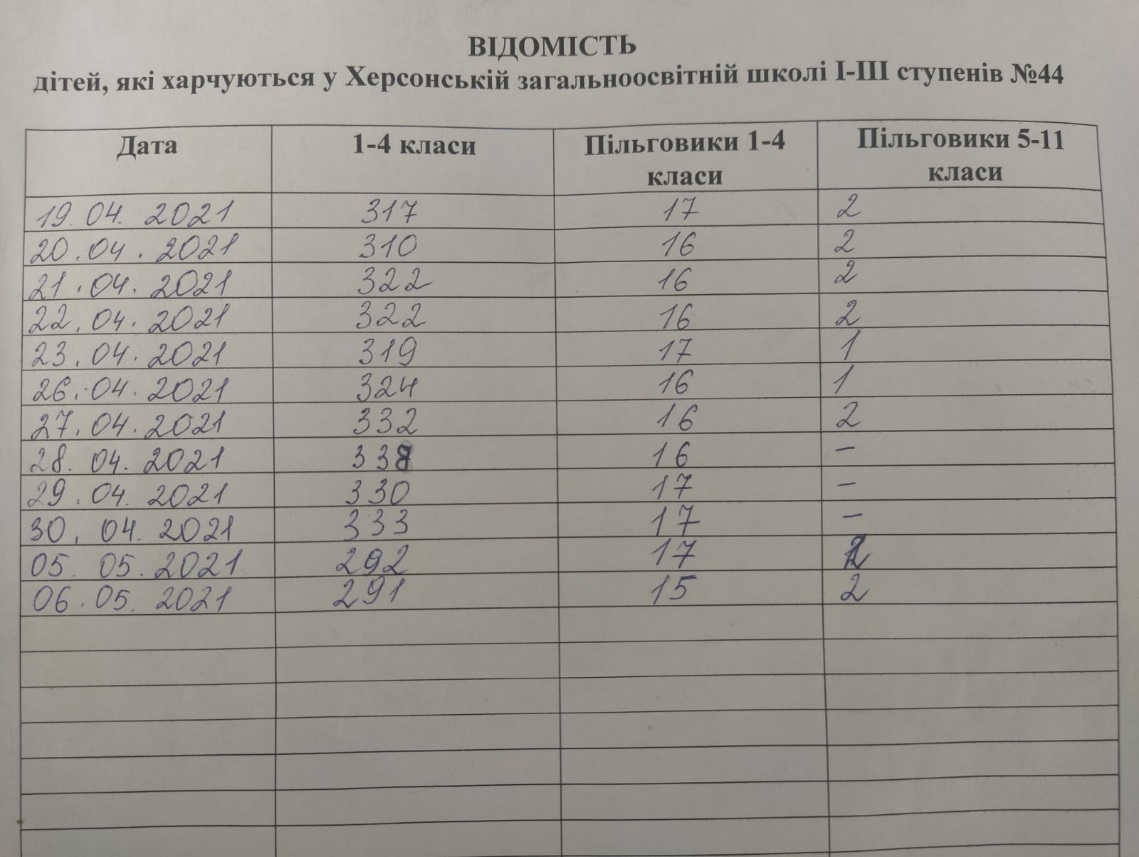 ВІДОМІСТЬ
дітей, які харчуються у Херсонській загальноосвітній школі І-ІІІ ступенів №44
Дата 1-4 класи Пільговики 1-4 класи Пільговики 5-11 класи
19.04.2021 317 17 2
20.04.2021 310 16 2
21.04.2021 322 16 2
22.04.2021 322 16 2
23.04.2021 319 17 1
26.04.2021 324 16 1
27.04.2021 332 16 2
28.04.2021 16 –
29.04.2021 330 17 –
30.04.2021 333 17 –
05.05.2021 292 17
06.05.2021 291 15 2